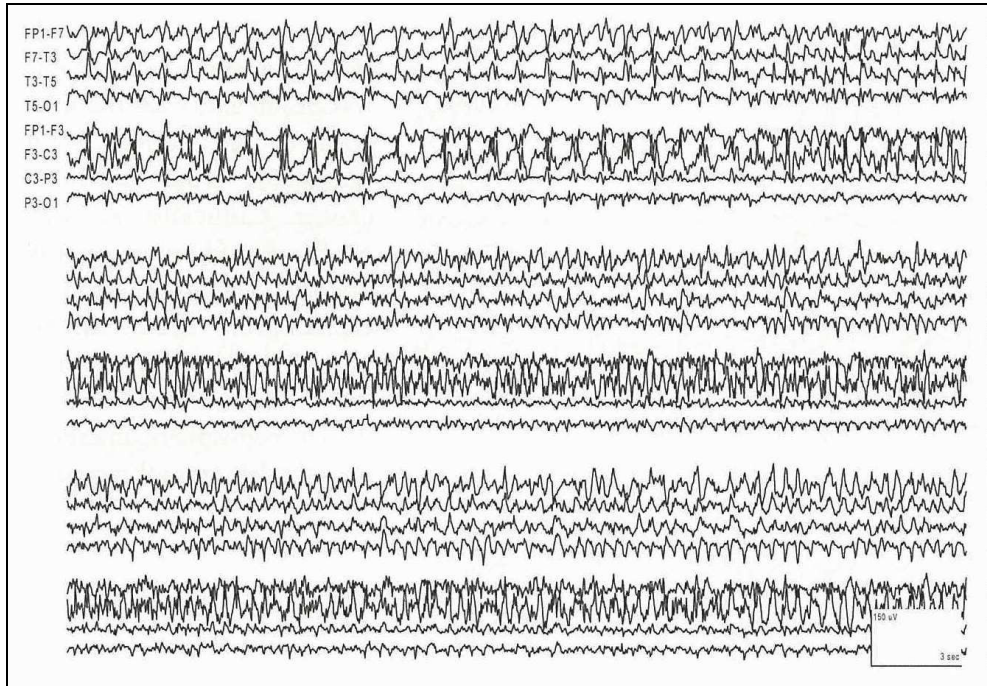 FP1-F7
F7-T3
T3-T5
T5-O1
FP1-F3
F3-C3
C3-P3
P3-O1
150 uV
3 sec